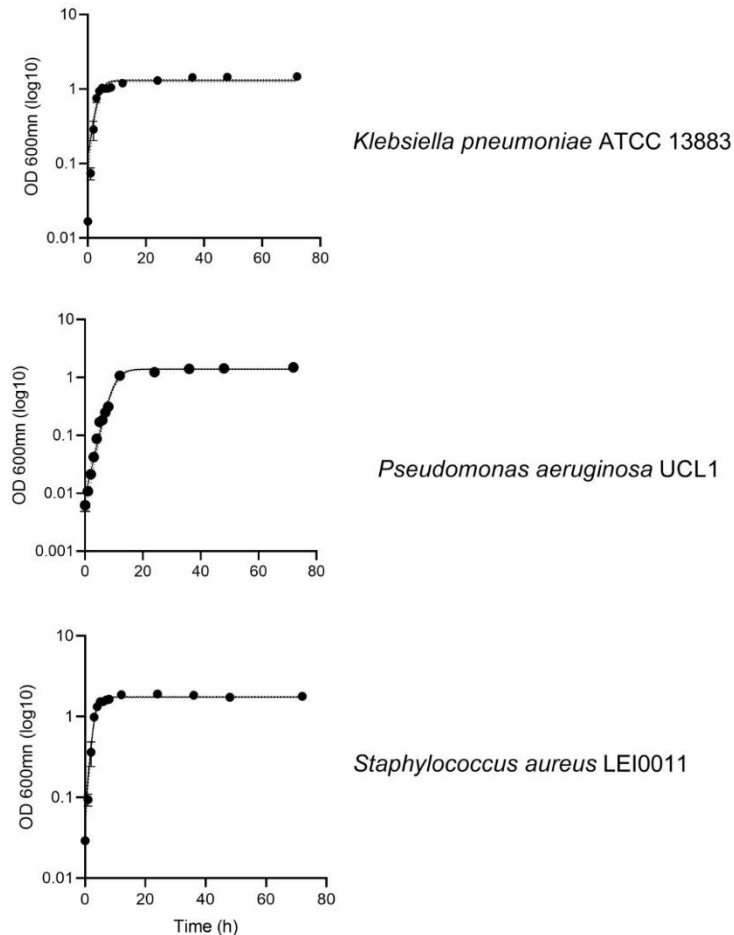 10
1
0.1
0.01
OD 600mn (log10)
0 20 40 60 80
Klebsiella pneumoniae ATCC 13883
10
1
0.1
0.01
0.001
OD 600mn (log10)
0 20 40 60 80
Pseudomonas aeruginosa UCL1
10
1
0.1
0.01
OD 600mn (log10)
0 20 40 60 80
Time (h)
Staphylococcus aureus LEI0011